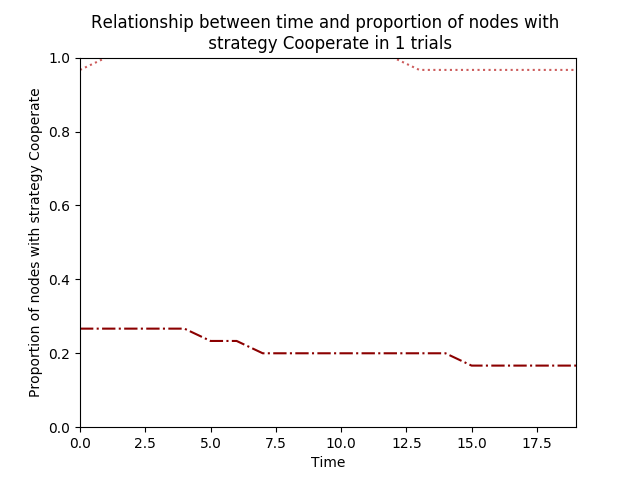 Relationship between time and proportion of nodes with
strategy Cooperate in 1 trials
Proportion of nodes with strategy Cooperate
1.0
0.8
0.6
0.4
0.2
0.0
0.0 2.5 5.0 7.5 10.0 12.5 15.0 17.5
Time